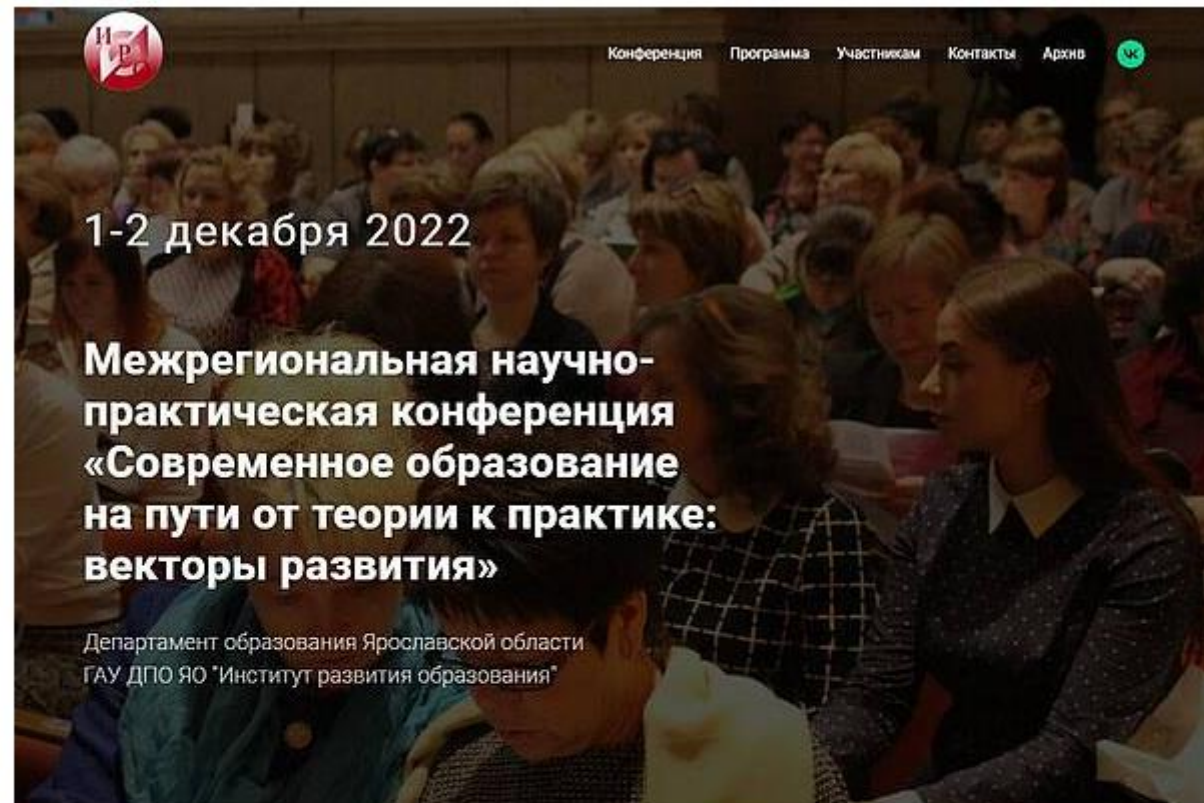 ИРО
Конференция Программа Участникам Контакты Архив
1-2 декабря 2022
Межрегиональная научно-
практическая конференция
«Современное образование
на пути от теории к практике:
векторы развития»
Департамент образования Ярославской области
ГАУ ДПО ЯО "Институт развития образования"